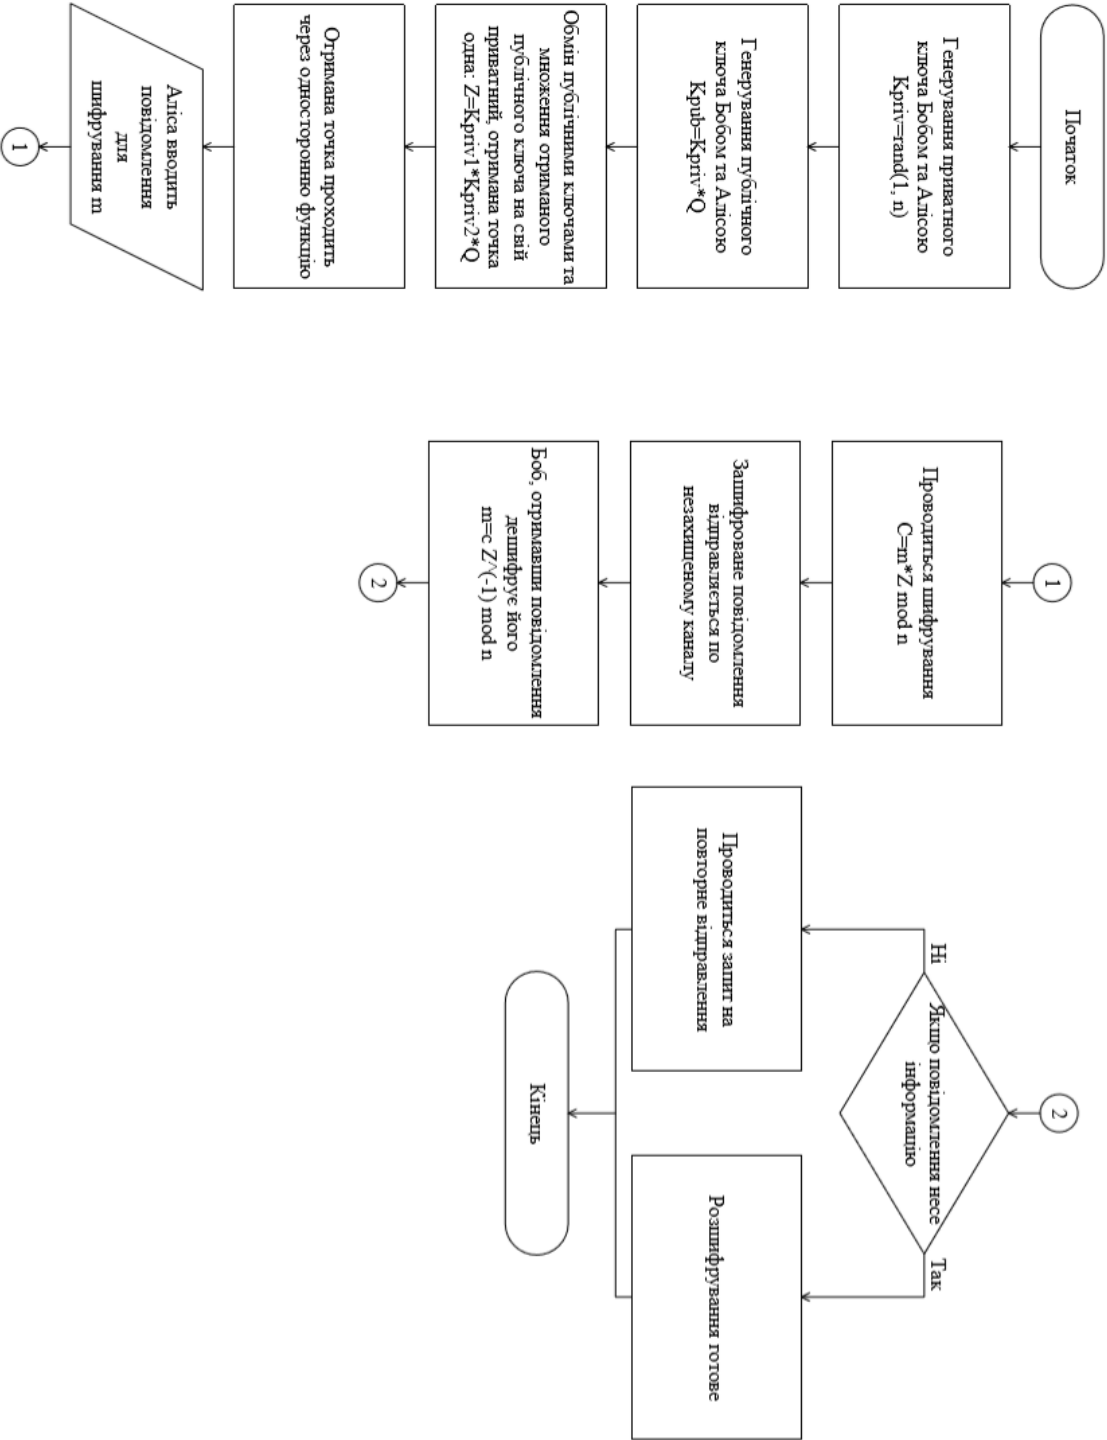 Початок
Генерування приватного
ключа Бобом та Алісою
Kpriv=rand(1, n)
Генерування публічного
ключа Бобом та Алісою
Kpub=Kpriv*Q
Обмін публічними ключами та
множення отриманого
публічного ключа на свій
приватний, отримана точка
одна: Z=Kpriv1*Kpriv2*Q
Отримана точка проходить
через односторонню функцію
Аліса вводить
повідомлення
для
шифрування m
1
1
Проводиться шифрування
C=m*Z mod n
Зашифроване повідомлення
відправляється по
незахищеному каналу
Боб, отримавши повідомлення
дешифрує його
m=c Z^(-1) mod n
2
2
Якщо повідомлення несе
інформацію
Ні
Так
Проводиться запит на
повторне відправлення
Розшифрування готове
Кінець